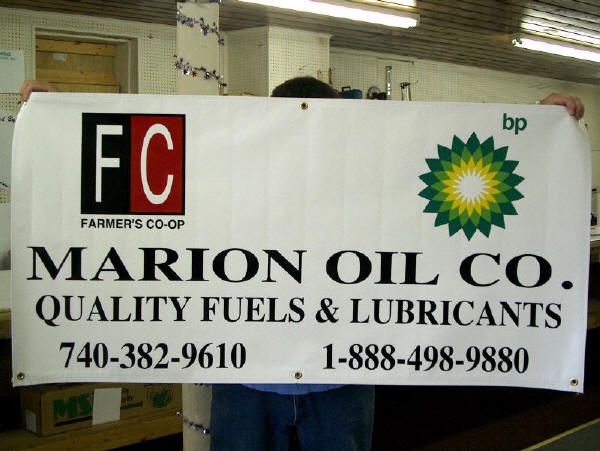 FC
FARMER'S CO-OP
bp
MARION OIL CO.
QUALITY FUELS & LUBRICANTS
740-382-9610 1-888-498-9880